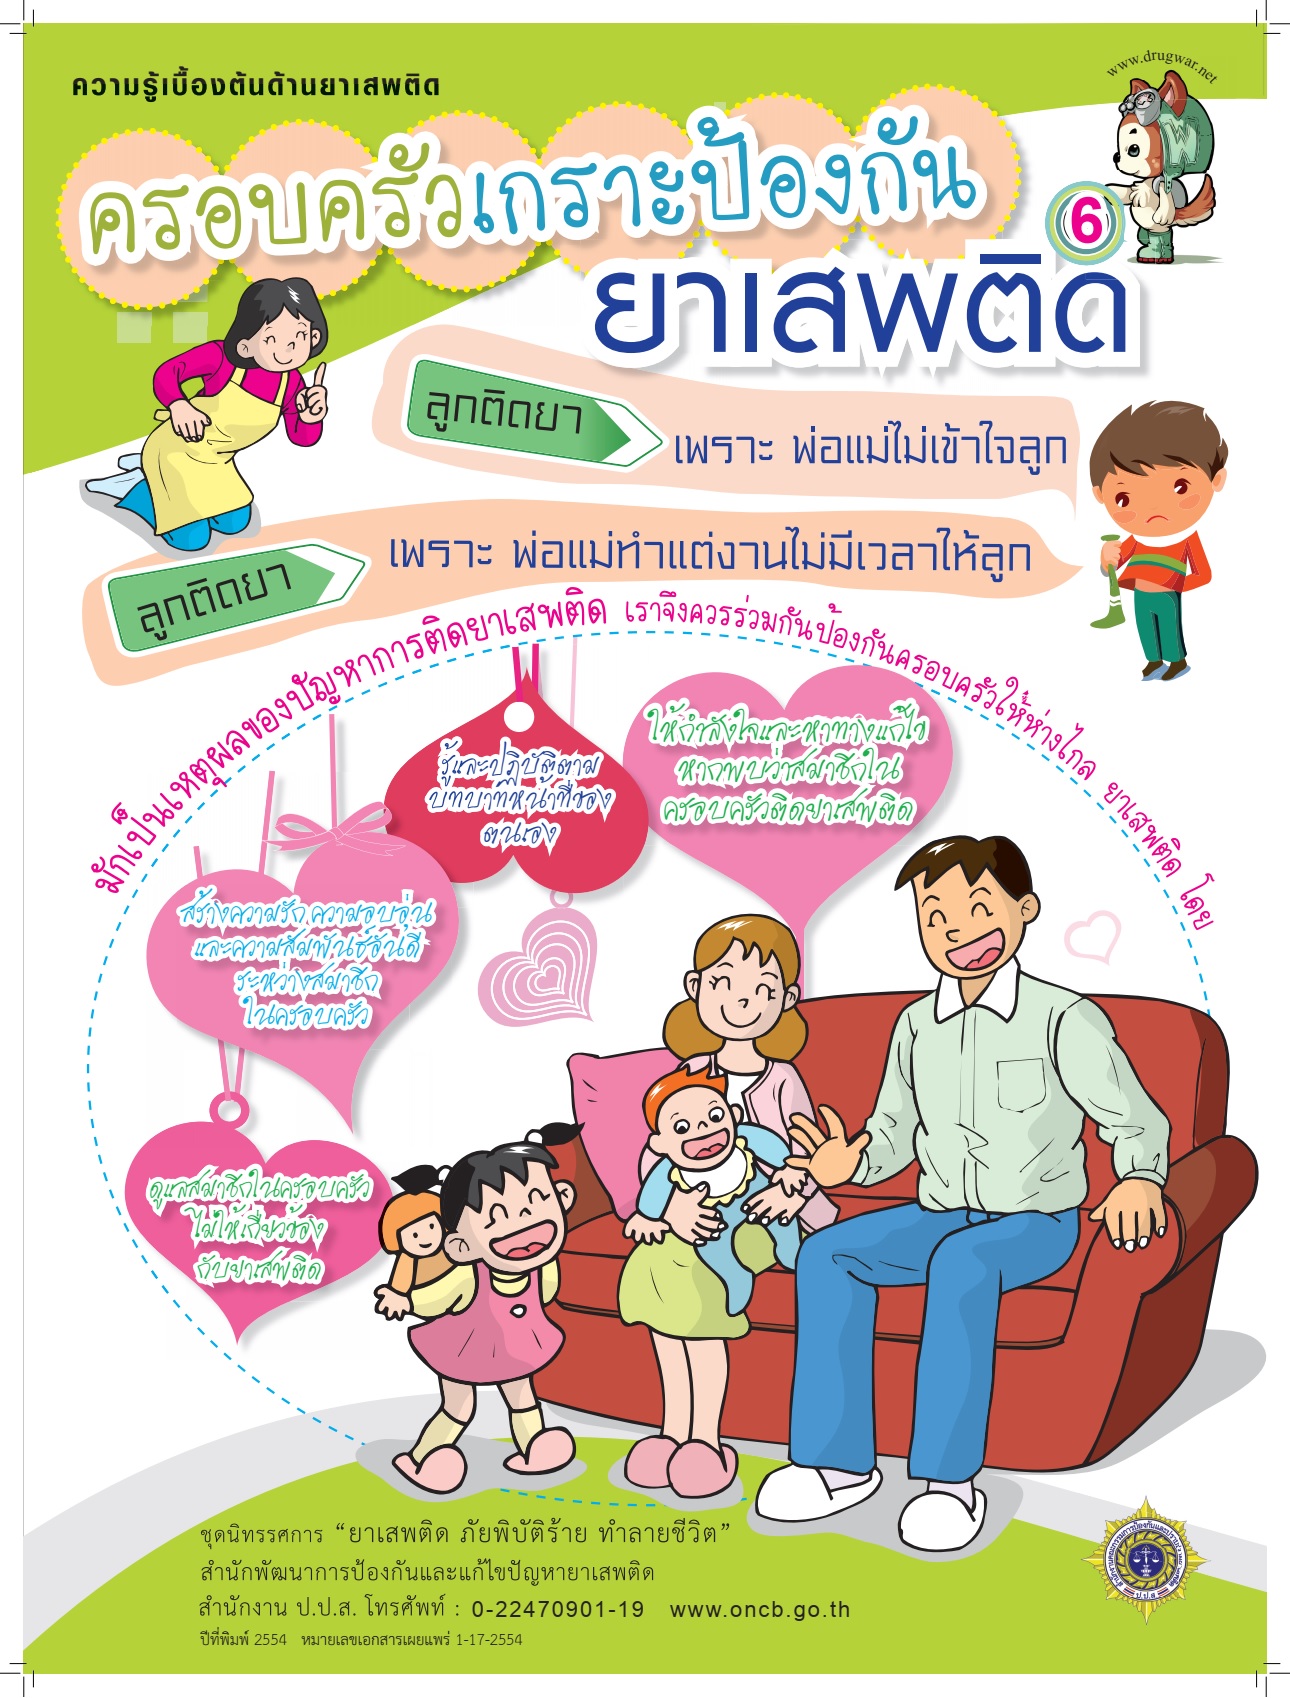 ความรู้เบื้องต้นด้านยาเสพติด
www.drugwar.net
W
ครอบครัวเกราะป้องกัน
6
ยาเสพติด
ลูกติดยา
เพราะ พ่อแม่ไม่เข้าใจลูก
ลูกติดยา
เพราะ พ่อแม่ทำแต่งานไม่มีเวลาให้ลูก
มักเป็นเหตุผลของปัญหาการติดยาเสพติด เราจึงควรร่วมกันป้องกันครอบครัวให้ห่างไกล ยาเสพติด โดย
ให้กำลังใจและหาทางแก้ไข
หากพบว่าสมาชิกใน
ครอบครัวติดยาเสพติด
รู้และปฏิบัติตาม
บทบาทหน้าที่ของ
ตนเอง
สร้างความรัก ความอบอุ่น
และความสัมพันธ์อันดี
ระหว่างสมาชิก
ในครอบครัว
ดูแลสมาชิกในครอบครัว
ไม่ให้เกี่ยวข้อง
กับยาเสพติด
ชุดนิทรรศการ “ยาเสพติด ภัยพิบัติร้าย ทำลายชีวิต”
สำนักพัฒนาการป้องกันและแก้ไขปัญหายาเสพติด
สำนักงาน ป.ป.ส. โทรศัพท์ : 0-22470901-19 www.oncb.go.th
ปีที่พิมพ์ 2554 หมายเลขเอกสารเผยแพร่ 1-17-2554
ป.ป.ส